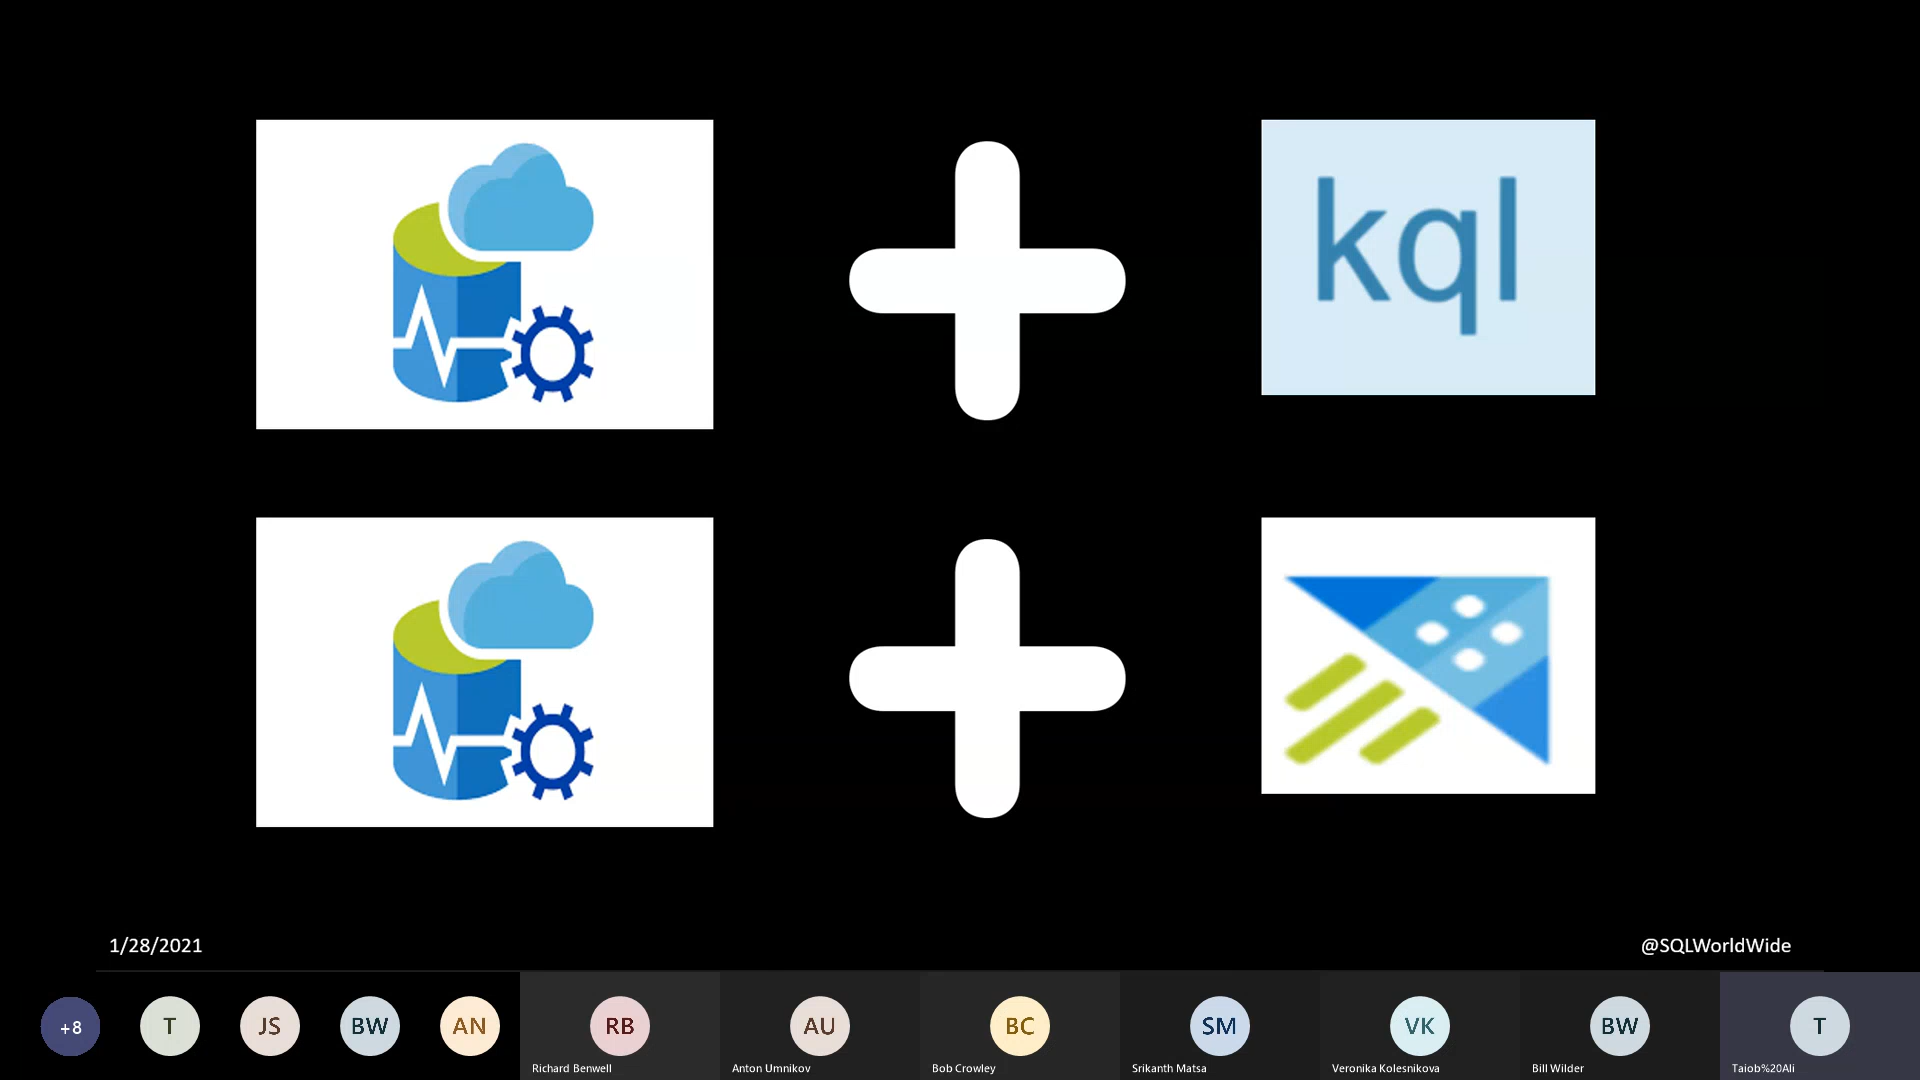 kql
1/28/2021
@SQLWorldWide
+8
T
JS
BW
AN
RB
AU
BC
SM
VK
BW
T
Richard Benwell
Anton Umnikov
Bob Crowley
Srikanth Matsa
Veronika Kolesnikova
Bill Wilder
Taiob%20Ali